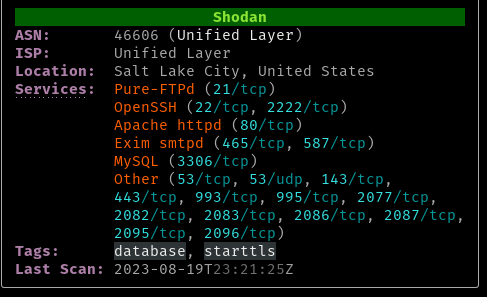 Shodan
ASN: 46606 (Unified Layer)
ISP: Unified Layer
Location: Salt Lake City, United States
Services: Pure-FTPd (21/tcp)
OpenSSH (22/tcp, 2222/tcp)
Apache httpd (80/tcp)
Exim smtpd (465/tcp, 587/tcp)
MySQL (3306/tcp)
Other (53/tcp, 53/udp, 143/tcp,
443/tcp, 993/tcp, 995/tcp, 2077/tcp,
2082/tcp, 2083/tcp, 2086/tcp, 2087/tcp,
2095/tcp, 2096/tcp)
Tags: database, starttls
Last Scan: 2023-08-19T23:21:25Z